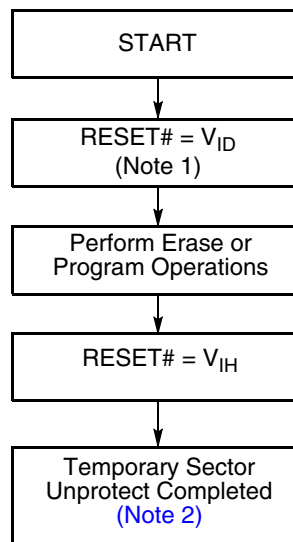 START
RESET# = VID
(Note 1)
Perform Erase or
Program Operations
RESET# = VIH
Temporary Sector
Unprotect Completed
(Note 2)